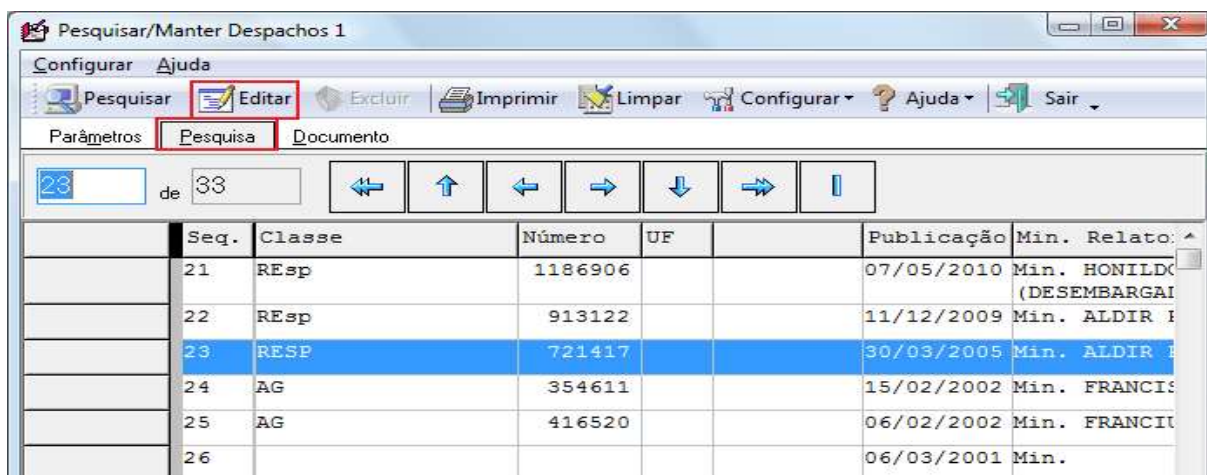 Pesquisar/Manter Despachos 1
Configurar Ajuda
Pesquisar Editar Excluir Imprimir Limpar Configurar Ajuda Sair
Parâmetros Pesquisa Documento
23 de 33
Seq. Classe Número UF Publicação Min. Relato
21 REsp 1186906 07/05/2010 Min. HONILDO
(DESEMBARGAD
22 REsp 913122 11/12/2009 Min. ALDIR
23 RESP 721417 30/03/2005 Min. ALDIR
24 AG 354611 15/02/2002 Min. FRANCIS
25 AG 416520 06/02/2002 Min. FRANCIU
26 06/03/2001 Min.